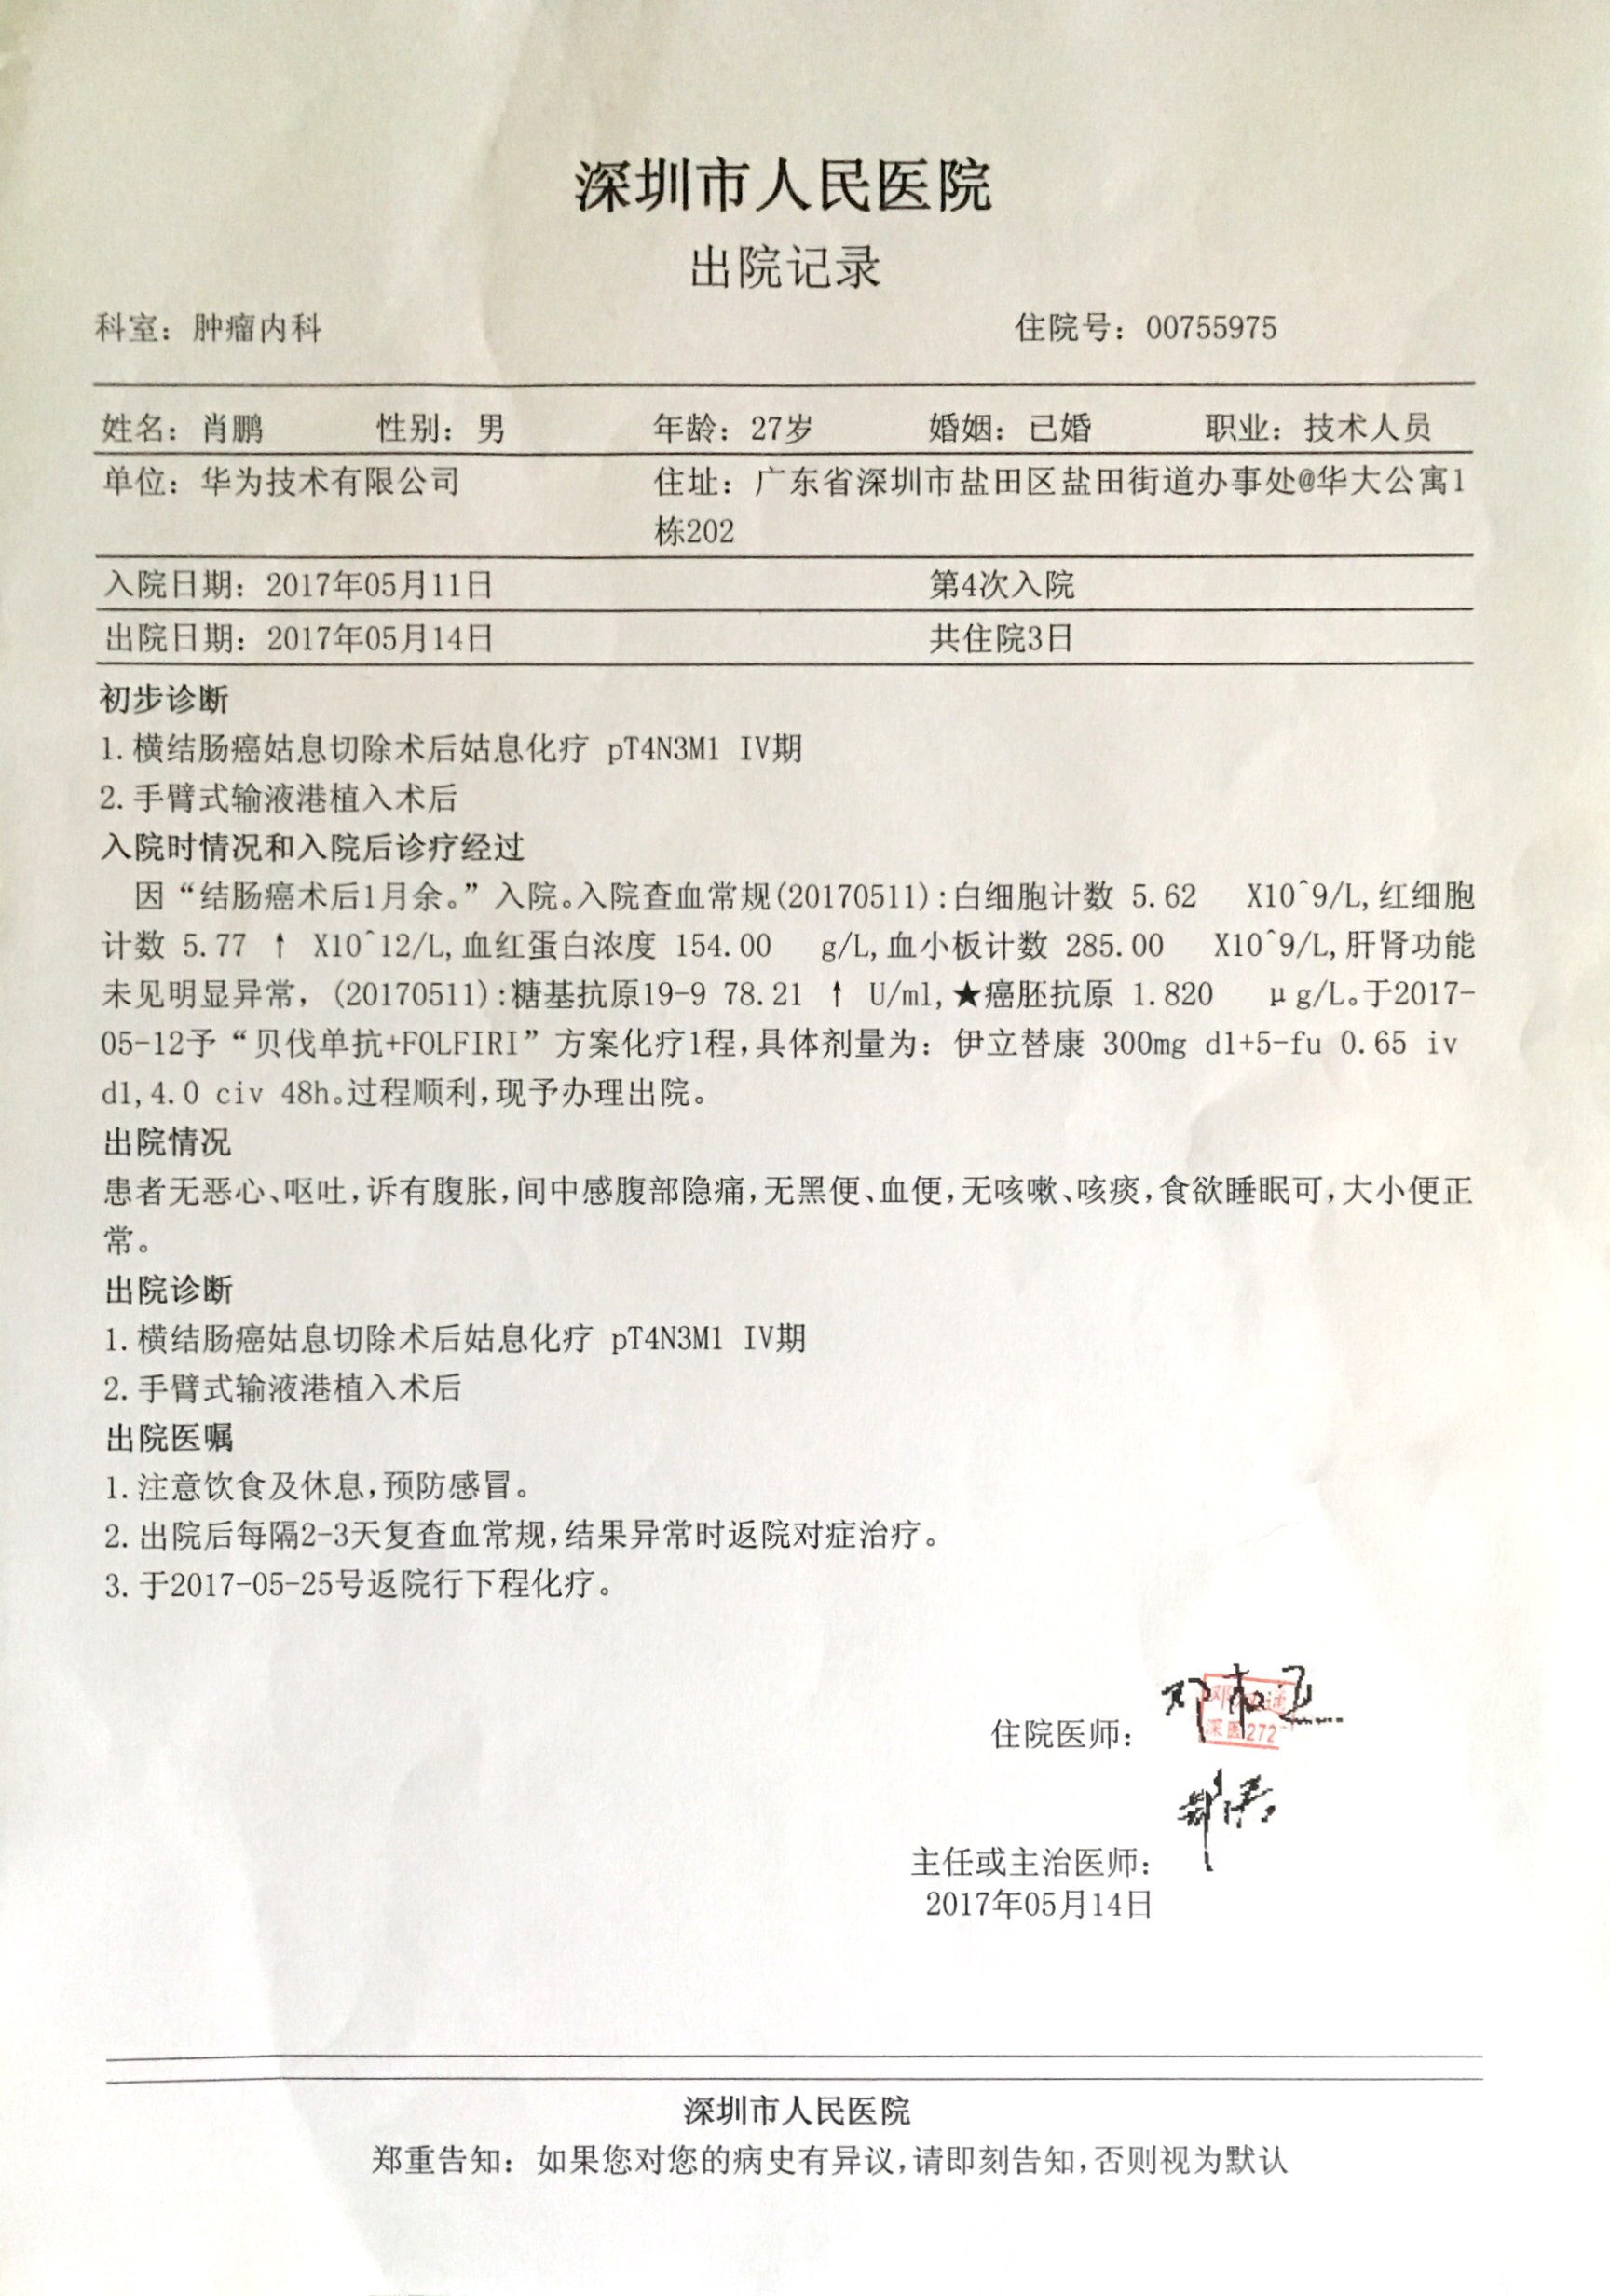 深圳市人民医院
出院记录
科室：肿瘤内科 住院号：00755975
姓名：肖鹏 性别：男 年龄：27岁 婚姻：已婚 职业：技术人员
单位：华为技术有限公司 住址：广东省深圳市盐田区盐田街道办事处@华大公寓1
栋202
入院日期：2017年05月11日 第4次入院
出院日期：2017年05月14日 共住院3日
初步诊断
1.横结肠癌姑息切除术后姑息化疗 pT4N3M1 IV期
2.手臂式输液港植入术后
入院时情况和入院后诊疗经过
因“结肠癌术后1月余。”入院。入院查血常规(20170511):白细胞计数 5.62 X10^9/L,红细胞
计数 5.77 ↑ X10^12/L,血红蛋白浓度 154.00 g/L,血小板计数 285.00 X10^9/L,肝肾功能
未见明显异常，(20170511):糖基抗原19-9 78.21 ↑ U/ml,★癌胚抗原 1.820 μg/L。于2017-
05-12予“贝伐单抗+FOLFIRI”方案化疗1程,具体剂量为：伊立替康 300mg d1+5-fu 0.65 iv
d1,4.0 civ 48h。过程顺利,现予办理出院。
出院情况
患者无恶心、呕吐,诉有腹胀,间中感腹部隐痛,无黑便、血便,无咳嗽、咳痰,食欲睡眠可,大小便正
常。
出院诊断
1.横结肠癌姑息切除术后姑息化疗 pT4N3M1 IV期
2.手臂式输液港植入术后
出院医嘱
1.注意饮食及休息,预防感冒。
2.出院后每隔2-3天复查血常规,结果异常时返院对症治疗。
3.于2017-05-25号返院行下程化疗。
住院医师：
主任或主治医师：
2017年05月14日
深圳市人民医院
郑重告知：如果您对您的病史有异议,请即刻告知,否则视为默认